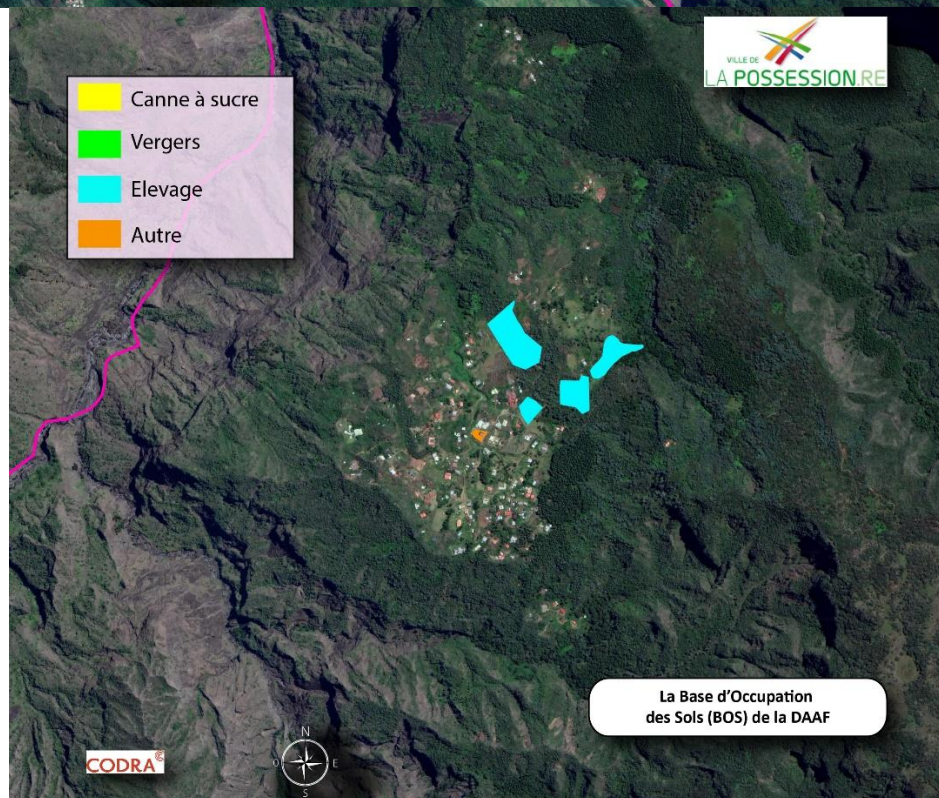 VILLE DE
LA POSSESSION.RE
Canne à sucre
Vergers
Elevage
Autre
La Base d'Occupation
des Sols (BOS) de la DAAF
CODRA
N
O E
S